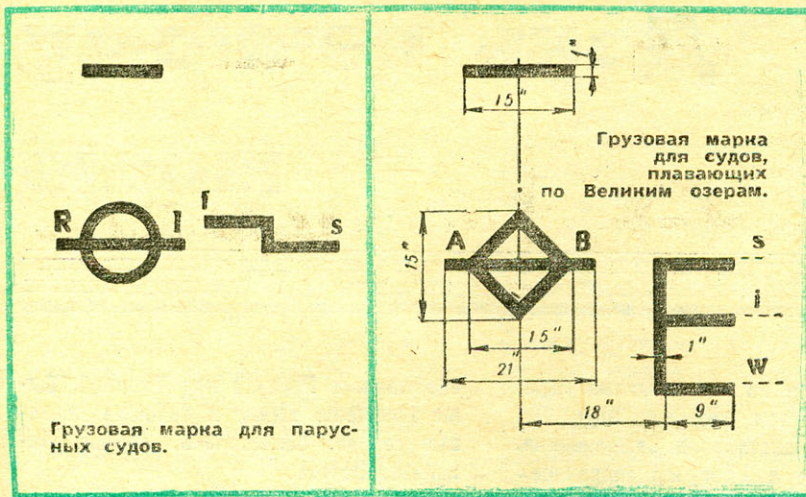 R I
f
s
Грузовая марка для парус-
ных судов.
1"
15"
Грузовая марка
для судов,
плавающих
по Великим озерам.
15"
A B
s
i
w
15"
21"
1"
18"
9"